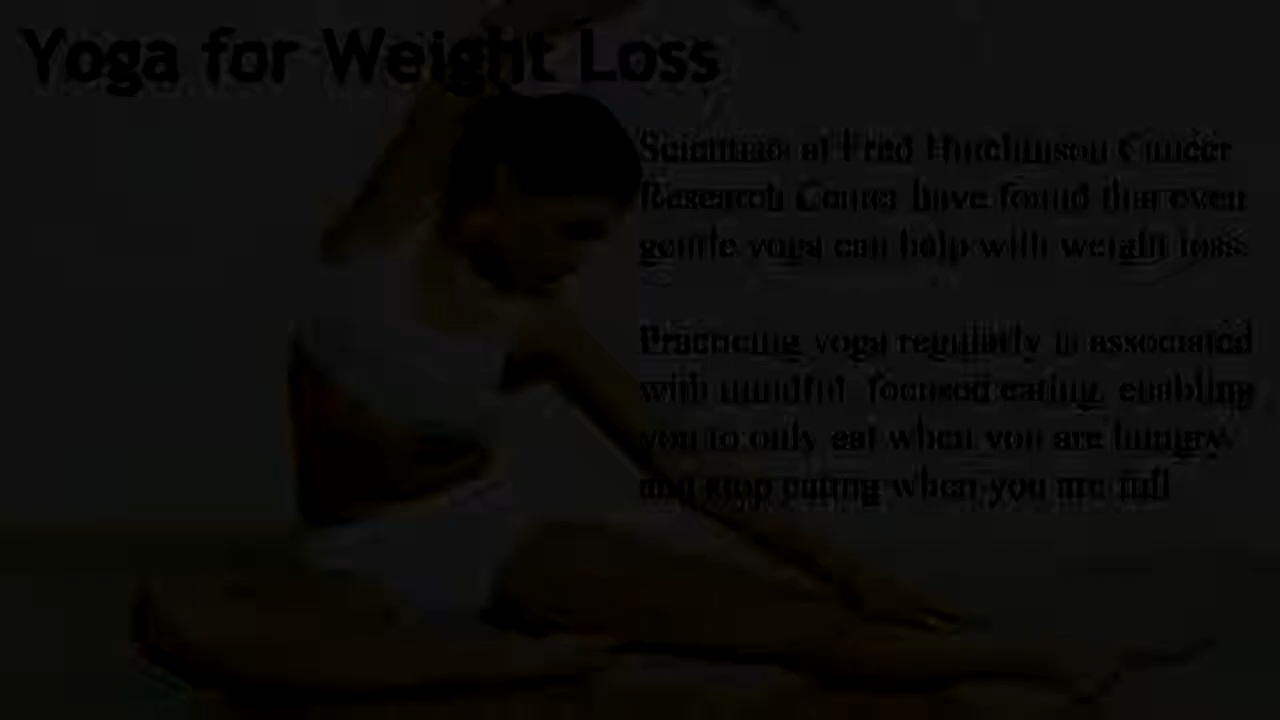 Yoga for Weight Loss
Scientists at Fred Hutchinson Cancer
Research Center have found that even
gentle yoga can help with weight loss
Practicing yoga regularly is associated
with mindful focused eating, enabling
you to only eat when you are hungry
and stop eating when you are full